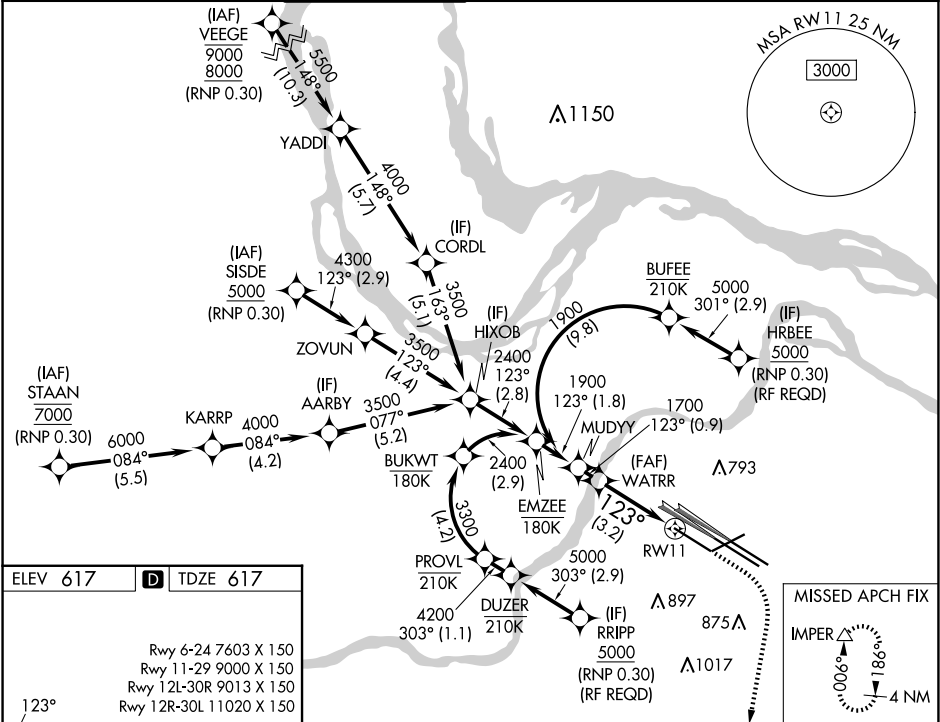 (IAF)
VEEGE
9000
8000
(RNP 0.30)
5500
148°
(10.3)
YADDI
4000
148°
(5.7)
(IF)
CORDL
3500
163°
(5.1)
(IF)
HIXOB
MSA RW11 25 NM
3000
1150
(IAF)
SISDE
5000
(RNP 0.30)
4300
123° (2.9)
ZOVUN
3500
123°
(4.4)
(IAF)
STAAN
7000
(RNP 0.30)
6000
084°
(5.5)
KARRP
4000
084°
(4.2)
(IF)
AARBY
3500
077°
(5.2)
2400
123°
(2.8)
BUFEE
210K
5000
301° (2.9)
(IF)
HRBEE
5000
(RNP 0.30)
(RF REQD)
1900
(9.8)
1900
123° (1.8)
MUDYY
1700
123° (0.9)
(FAF)
WATRR
793
BUKWT
180K
2400
(2.9)
EMZEE
180K
123°
(3.2)
RW11
3300
(4.2)
PROVL
210K
4200
303° (1.1)
DUZER
210K
5000
303° (2.9)
(IF)
RRIPP
5000
(RNP 0.30)
(RF REQD)
897
875
1017
ELEV 617 D TDZE 617
Rwy 6-24 7603 X 150
Rwy 11-29 9000 X 150
Rwy 12L-30R 9013 X 150
Rwy 12R-30L 11020 X 150
123°
MISSED APCH FIX
IMPER
006°
186°
4 NM